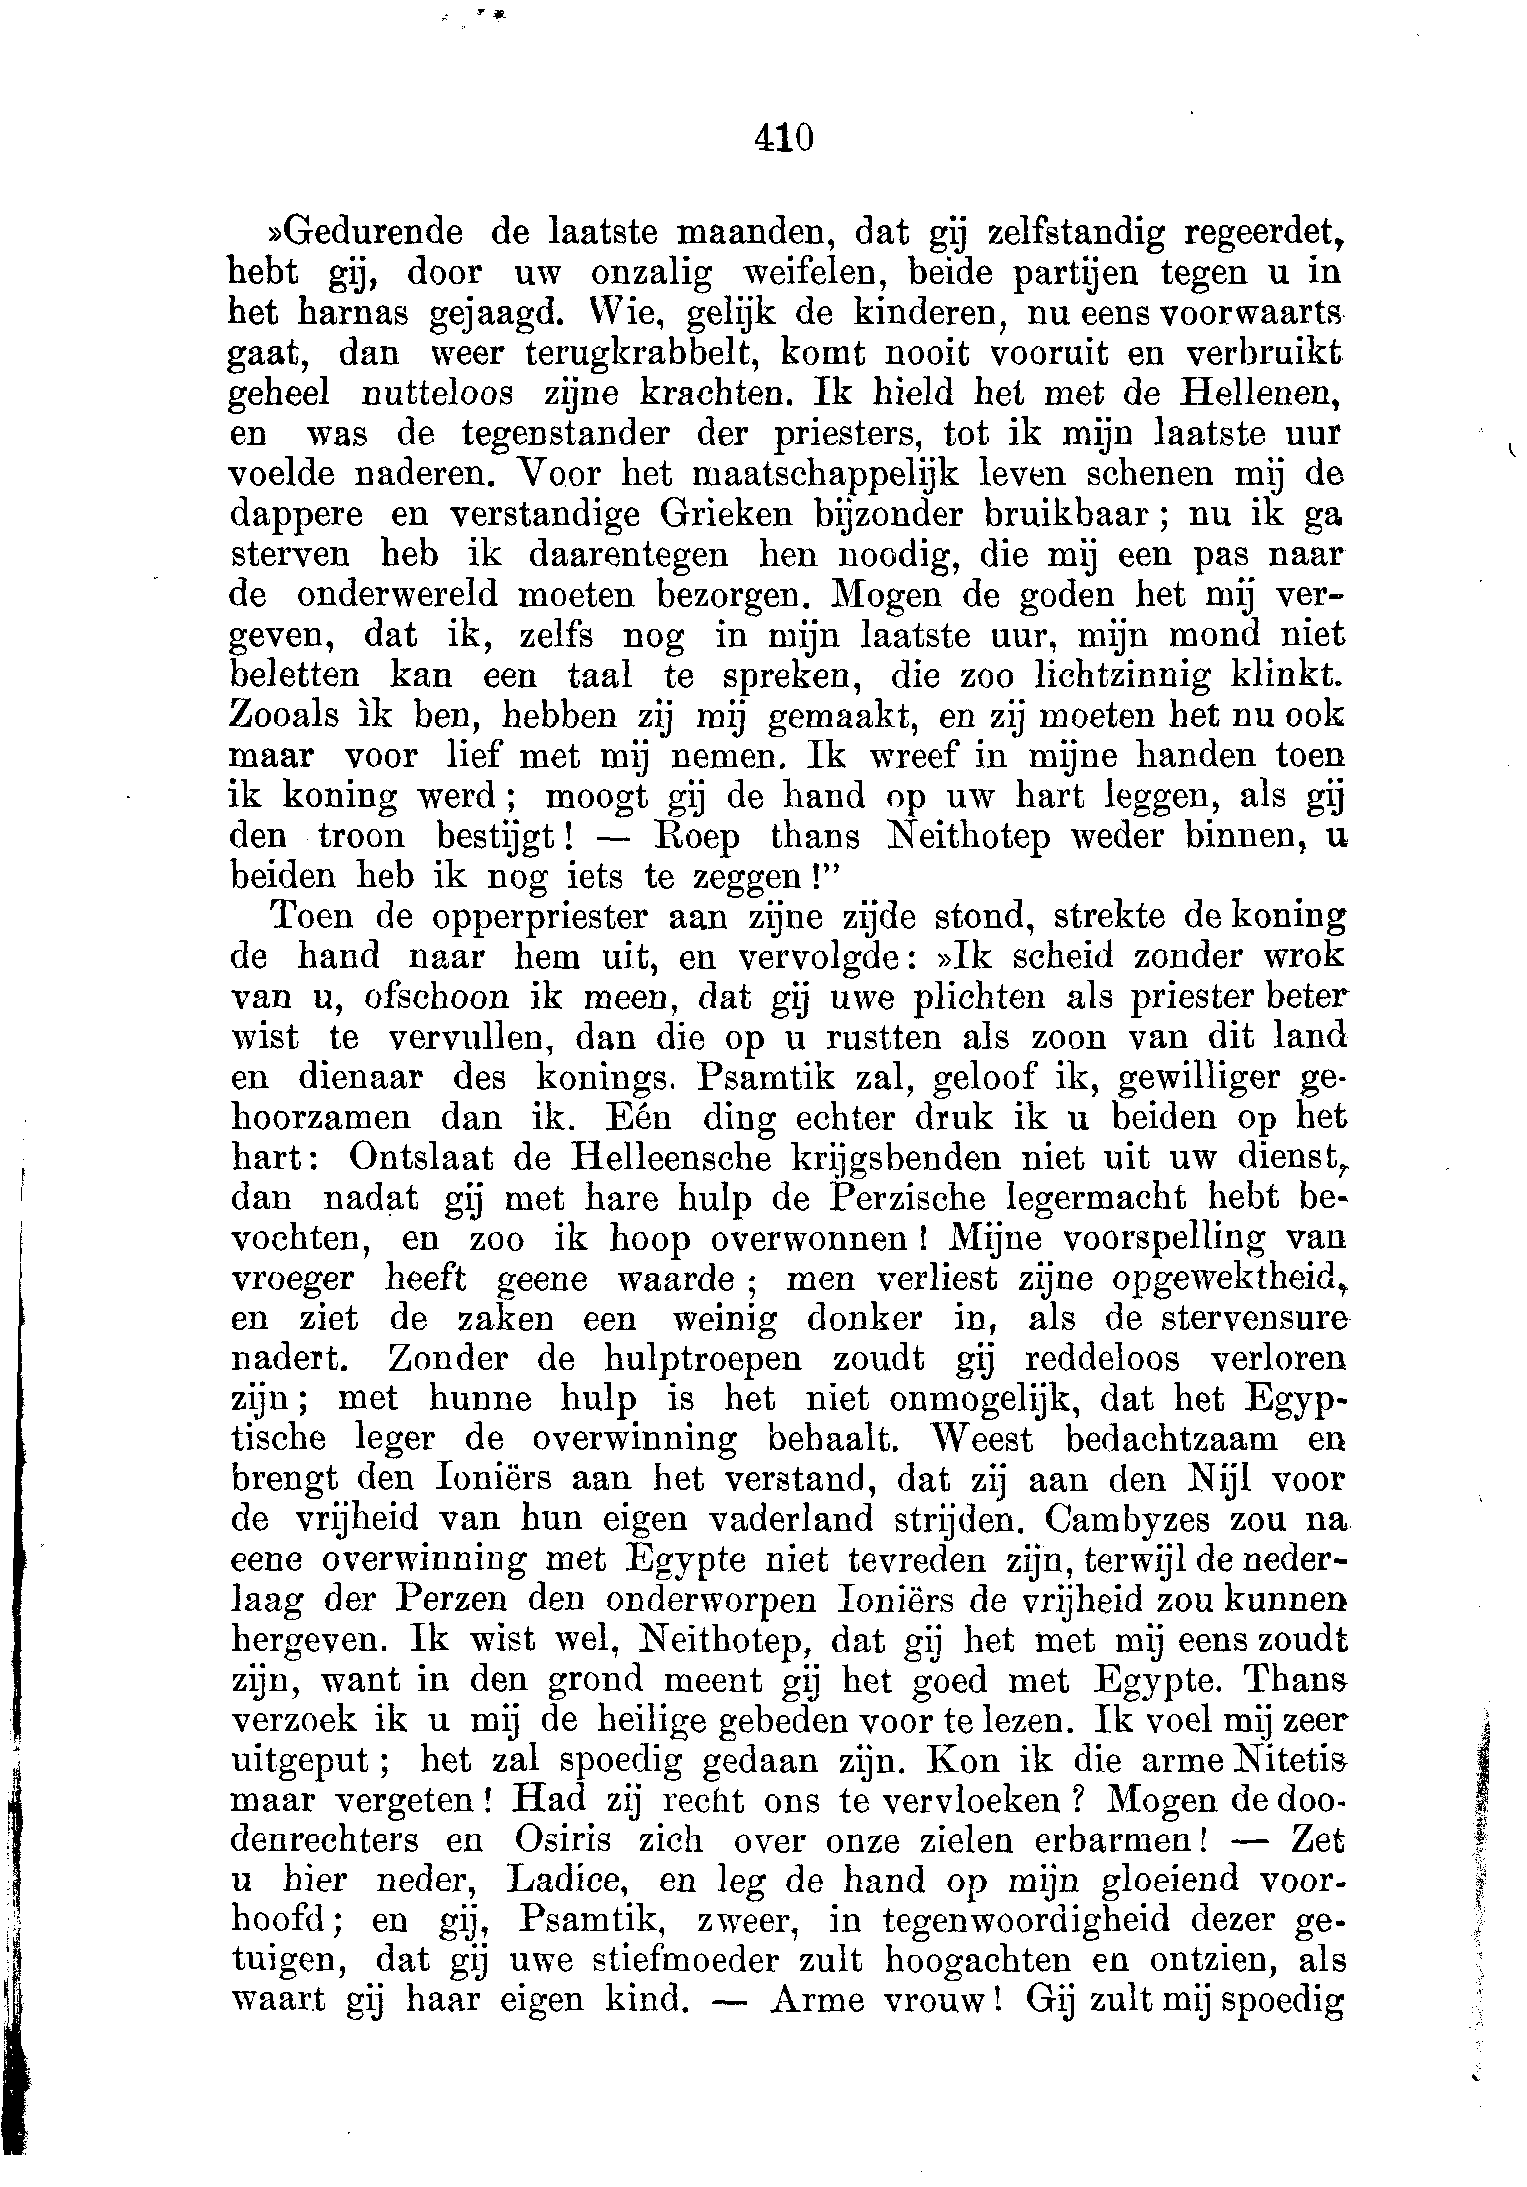 410
»Gedurende de laatste maanden, dat gij zelfstandig regeerdet,
hebt gij, door uw onzalig weifelen, beide partijen tegen u in
het harnas gejaagd. Wie, gelijk de kinderen, nu eens voorwaarts
gaat, dan weer terugkrabbelt, komt nooit vooruit en verbruikt
geheel nutteloos zijne krachten. Ik hield het met de Hellenen,
en was de tegenstander der priesters, tot ik mijn laatste uur
voelde naderen. Voor het maatschappelijk leven schenen mij de
dappere en verstandige Grieken bijzonder bruikbaar; nu ik ga
sterven heb ik daarentegen hen noodig, die mij een pas naar
de onderwereld moeten bezorgen. Mogen de goden het mij ver-
geven, dat ik, zelfs nog in mijn laatste uur, mijn mond niet
beletten kan een taal te spreken, die zoo lichtzinnig klinkt.
Zooals ìk ben, hebben zij mij gemaakt, en zij moeten het nu ook
maar voor lief met mij nemen. Ik wreef in mijne handen toen
ik koning werd; moogt gij de hand op uw hart leggen, als gij
den troon bestijgt! — Roep thans Neithotep weder binnen, u
beiden heb ik nog iets te zeggen!”
Toen de opperpriester aan zijne zijde stond, strekte de koning
de hand naar hem uit, en vervolgde: »Ik scheid zonder wrok
van u, ofschoon ik meen, dat gij uwe plichten als priester beter
wist te vervullen, dan die op u rustten als zoon van dit land
en dienaar des konings. Psamtik zal, geloof ik, gewilliger ge-
hoorzamen dan ik. Eén ding echter druk ik u beiden op het
hart: Ontslaat de Helleensche krijgsbenden niet uit uw dienst,
dan nadat gij met hare hulp de Perzische legermacht hebt be-
vochten, en zoo ik hoop overwonnen! Mijne voorspelling van
vroeger heeft geene waarde; men verliest zijne opgewektheid,
en ziet de zaken een weinig donker in, als de stervensure
nadert. Zonder de hulptroepen zoudt gij reddeloos verloren
zijn; met hunne hulp is het niet onmogelijk, dat het Egyp-
tische leger de overwinning behaalt. Weest bedachtzaam en
brengt den Ioniërs aan het verstand, dat zij aan den Nijl voor
de vrijheid van hun eigen vaderland strijden. Cambyzes zou na
eene overwinning met Egypte niet tevreden zijn, terwijl de neder-
laag der Perzen den onderworpen Ioniërs de vrijheid zou kunnen
hergeven. Ik wist wel, Neithotep, dat gij het met mij eens zoudt
zijn, want in den grond meent gij het goed met Egypte. Thans
verzoek ik u mij de heilige gebeden voor te lezen. Ik voel mij zeer
uitgeput; het zal spoedig gedaan zijn. Kon ik die arme Nitetis
maar vergeten! Had zij recht ons te vervloeken? Mogen de doo-
denrechters en Osiris zich over onze zielen erbarmen! — Zet
u hier neder, Ladice, en leg de hand op mijn gloeiend voor-
hoofd; en gij, Psamtik, zweer, in tegenwoordigheid dezer ge-
tuigen, dat gij uwe stiefmoeder zult hoogachten en ontzien, als
waart gij haar eigen kind. — Arme vrouw! Gij zult mij spoedig